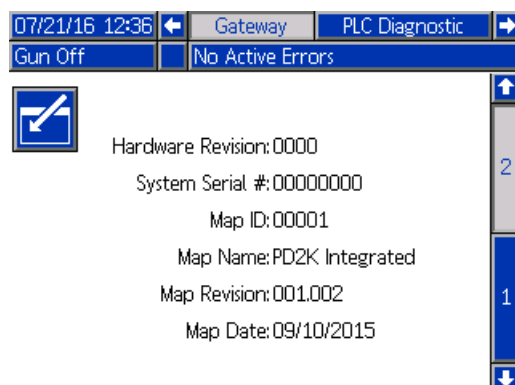 07/21/16 12:36 Gateway PLC Diagnostic
Gun Off No Active Errors
Hardware Revision: 0000
2
System Serial #: 00000000
Map ID: 00001
Map Name: PD2K Integrated
Map Revision: 001.002
1
Map Date: 09/10/2015